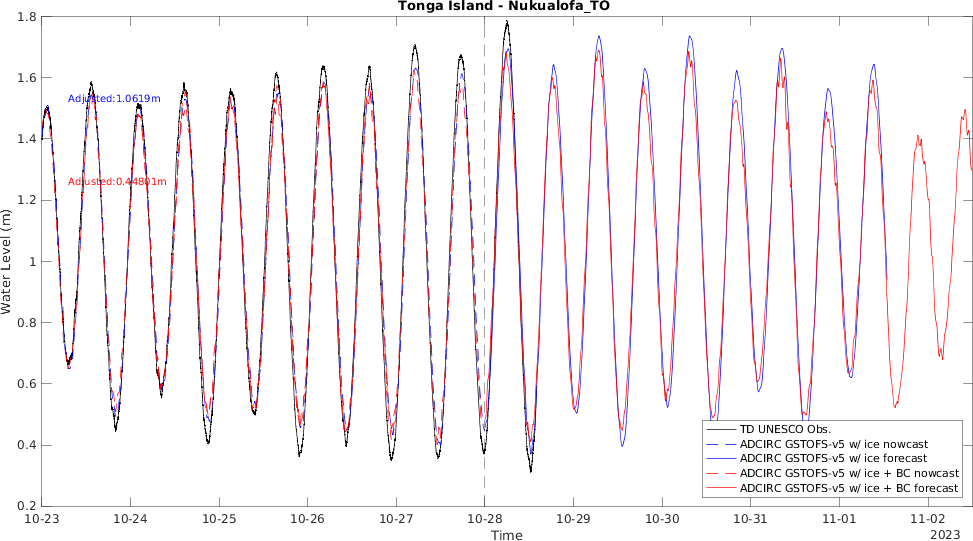 Tonga Island - Nukualofa_TO
1.8
1.6
1.4
1.2
1
0.8
0.6
0.4
0.2
Water Level (m)
Adjusted:1.0619m
Adjusted:0.44801m
TD UNESCO Obs.
ADCIRC GSTOFS-v5 w/ ice nowcast
ADCIRC GSTOFS-v5 w/ ice forecast
ADCIRC GSTOFS-v5 w/ ice + BC nowcast
ADCIRC GSTOFS-v5 w/ ice + BC forecast
10-23 10-24 10-25 10-26 10-27 10-28 10-29 10-30 10-31 11-01 11-02
Time 2023